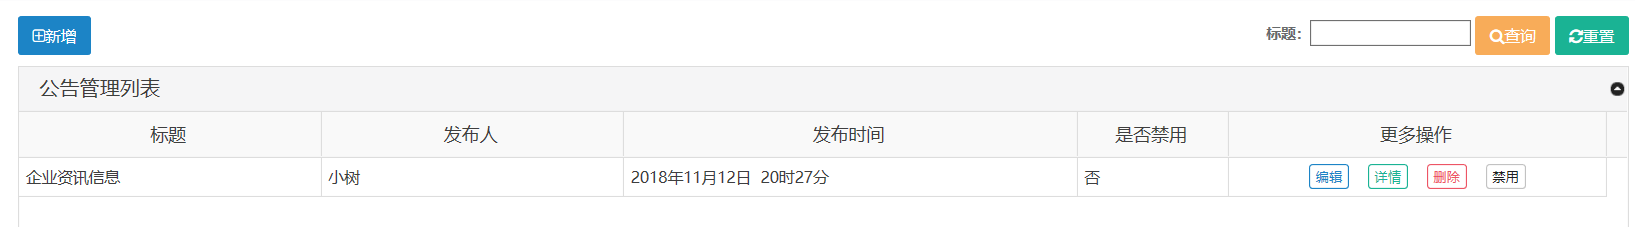 新增 标题: 查询 重置
公告管理列表
标题 发布人 发布时间 是否禁用 更多操作
企业资讯信息 小树 2018年11月12日 20时27分 否 编辑 详情 删除 禁用